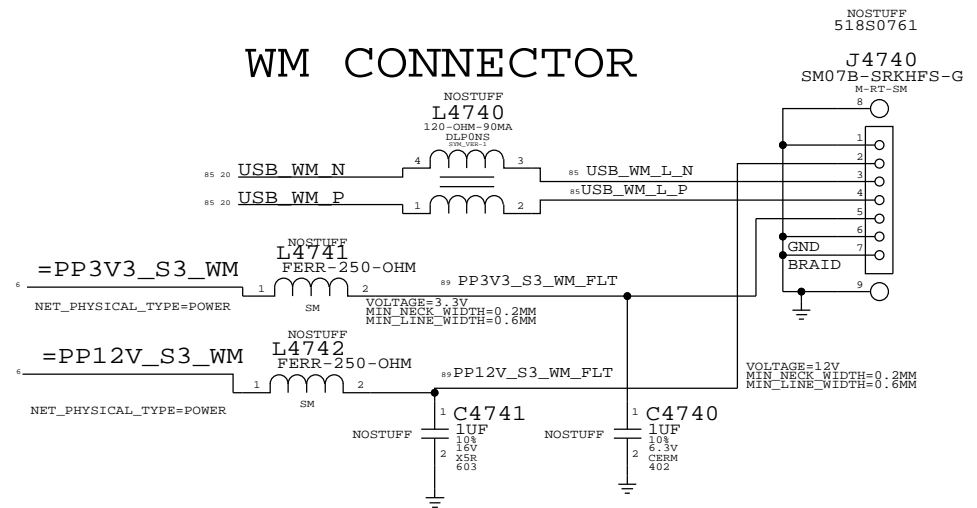 NOSTUFF
518S0761
J4740
SM07B-SRKHFS-G
M-RT-SM
WM CONNECTOR
NOSTUFF
L4740
120-OHM-90MA
DLP0NS
SYM_VER-1
8
1
2
3
4
5
6
7
9
GND
BRAID
4
3
85 20 USB_WM_N
85 USB_WM_L_N
85 20 USB_WM_P
85 USB_WM_L_P
1
2
NOSTUFF
L4741
FERR-250-OHM
=PP3V3_S3_WM
6
1
2
SM
89 PP3V3_S3_WM_FLT
NET_PHYSICAL_TYPE=POWER
VOLTAGE=3.3V
MIN_NECK_WIDTH=0.2MM
MIN_LINE_WIDTH=0.6MM
NOSTUFF
L4742
FERR-250-OHM
=PP12V_S3_WM
6
1
2
SM
89 PP12V_S3_WM_FLT
NET_PHYSICAL_TYPE=POWER
VOLTAGE=12V
MIN_NECK_WIDTH=0.2MM
MIN_LINE_WIDTH=0.6MM
1
2
NOSTUFF
C4741
1UF
10%
16V
X5R
603
1
2
NOSTUFF
C4740
1UF
10%
6.3V
CERM
402